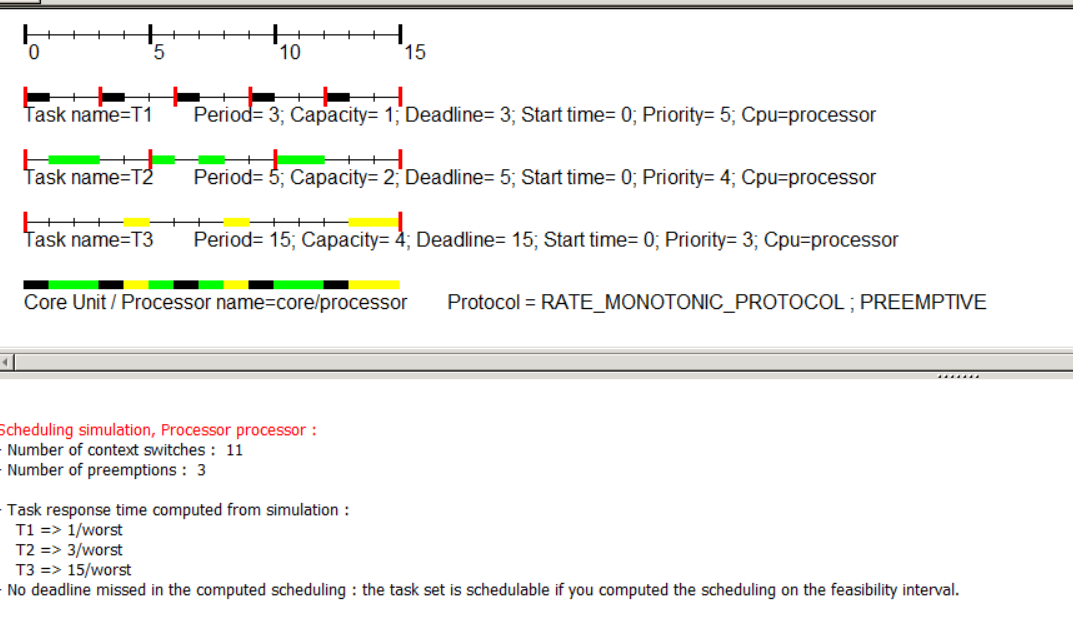 0 5 10 15
Task name=T1 Period= 3; Capacity= 1; Deadline= 3; Start time= 0; Priority= 5; Cpu=processor
Task name=T2 Period= 5; Capacity= 2; Deadline= 5; Start time= 0; Priority= 4; Cpu=processor
Task name=T3 Period= 15; Capacity= 4; Deadline= 15; Start time= 0; Priority= 3; Cpu=processor
Core Unit / Processor name=core/processor Protocol = RATE_MONOTONIC_PROTOCOL ; PREEMPTIVE
Scheduling simulation, Processor processor :
- Number of context switches : 11
- Number of preemptions : 3
- Task response time computed from simulation :
T1 => 1/worst
T2 => 3/worst
T3 => 15/worst
- No deadline missed in the computed scheduling : the task set is schedulable if you computed the scheduling on the feasibility interval.